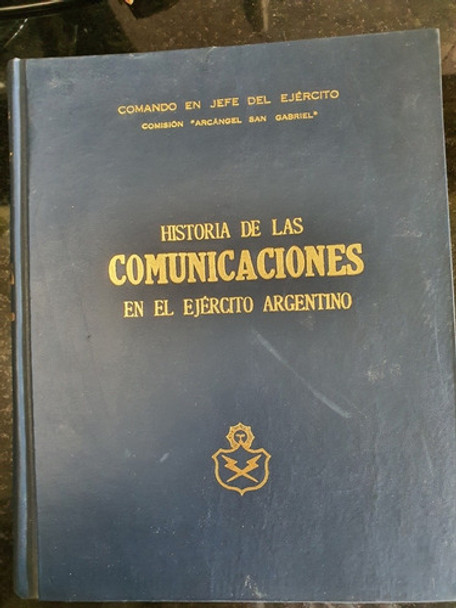 COMANDO EN JEFE DEL EJÉRCITO
COMISIÓN "ARCÁNGEL SAN GABRIEL"
HISTORIA DE LAS
COMUNICACIONES
EN EL EJÉRCITO ARGENTINO